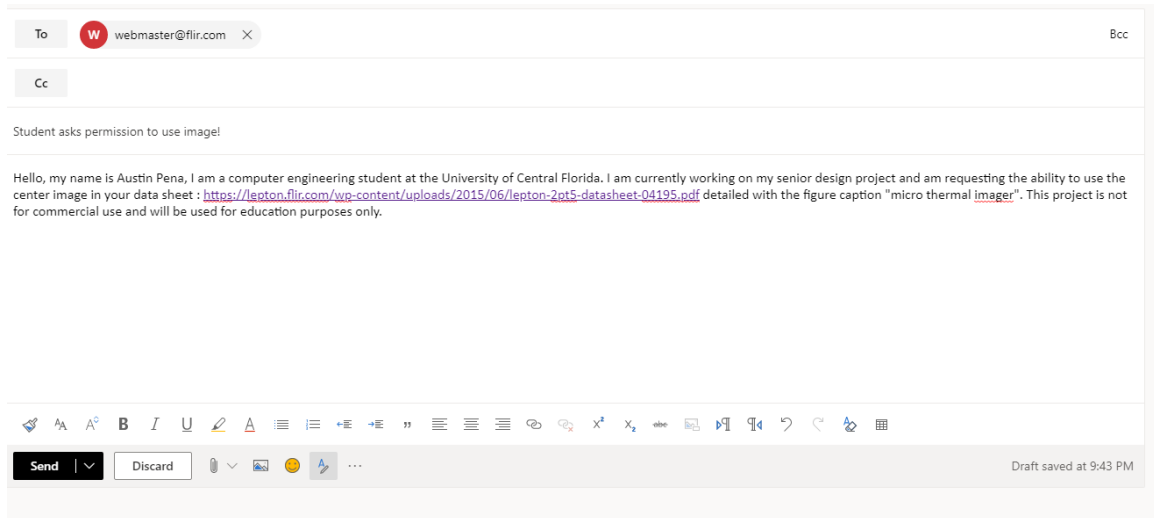 To
W webmaster@flir.com
Bcc
Cc
Student asks permission to use image!
Hello, my name is Austin Pena, I am a computer engineering student at the University of Central Florida. I am currently working on my senior design project and am requesting the ability to use the
center image in your data sheet : https://lepton.flir.com/wp-content/uploads/2015/06/lepton-2pt5-datasheet-04195.pdf detailed with the figure caption "micro thermal imager". This project is not
for commercial use and will be used for education purposes only.
Send
Discard
Draft saved at 9:43 PM